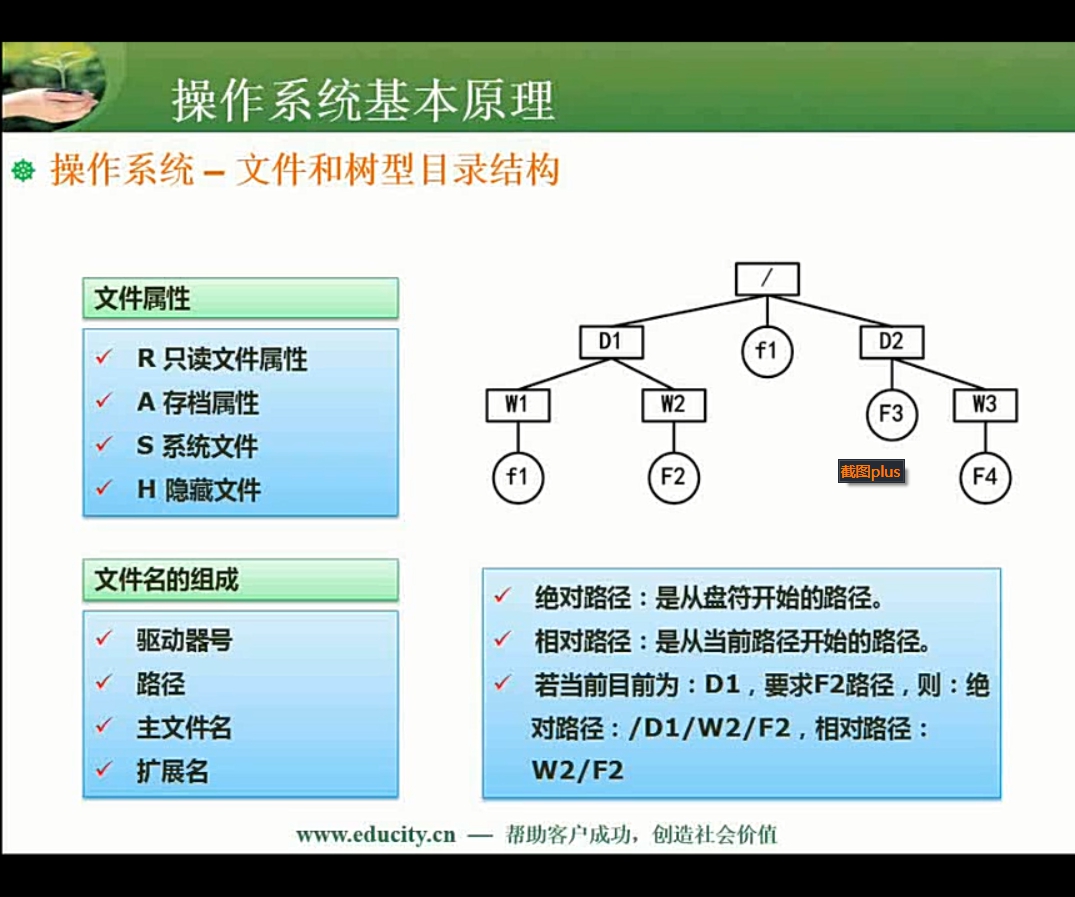 操作系统基本原理
操作系统 – 文件和树型目录结构
文件属性
R 只读文件属性
A 存档属性
S 系统文件
H 隐藏文件
文件名的组成
驱动器号
路径
主文件名
扩展名
/
D1
f1
D2
W1
W2
F3
W3
f1
F2
截图plus
F4
绝对路径：是从盘符开始的路径。
相对路径：是从当前路径开始的路径。
若当前目前为：D1，要求F2路径，则：绝
对路径：/D1/W2/F2，相对路径：
W2/F2
www.educity.cn — 帮助客户成功，创造社会价值